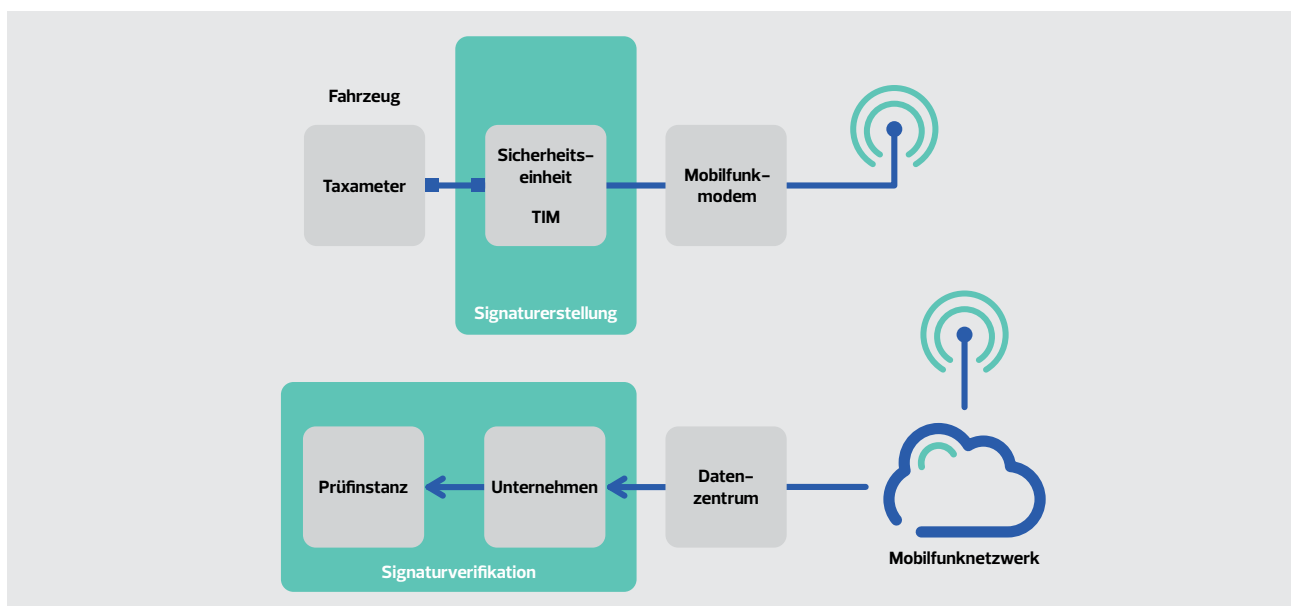 Fahrzeug
Taxameter
Sicherheits-
einheit
TIM
Mobilfunk-
modem
Signaturerstellung
Prüfinstanz
Unternehmen
Daten-
zentrum
Signaturverifikation
Mobilfunknetzwerk